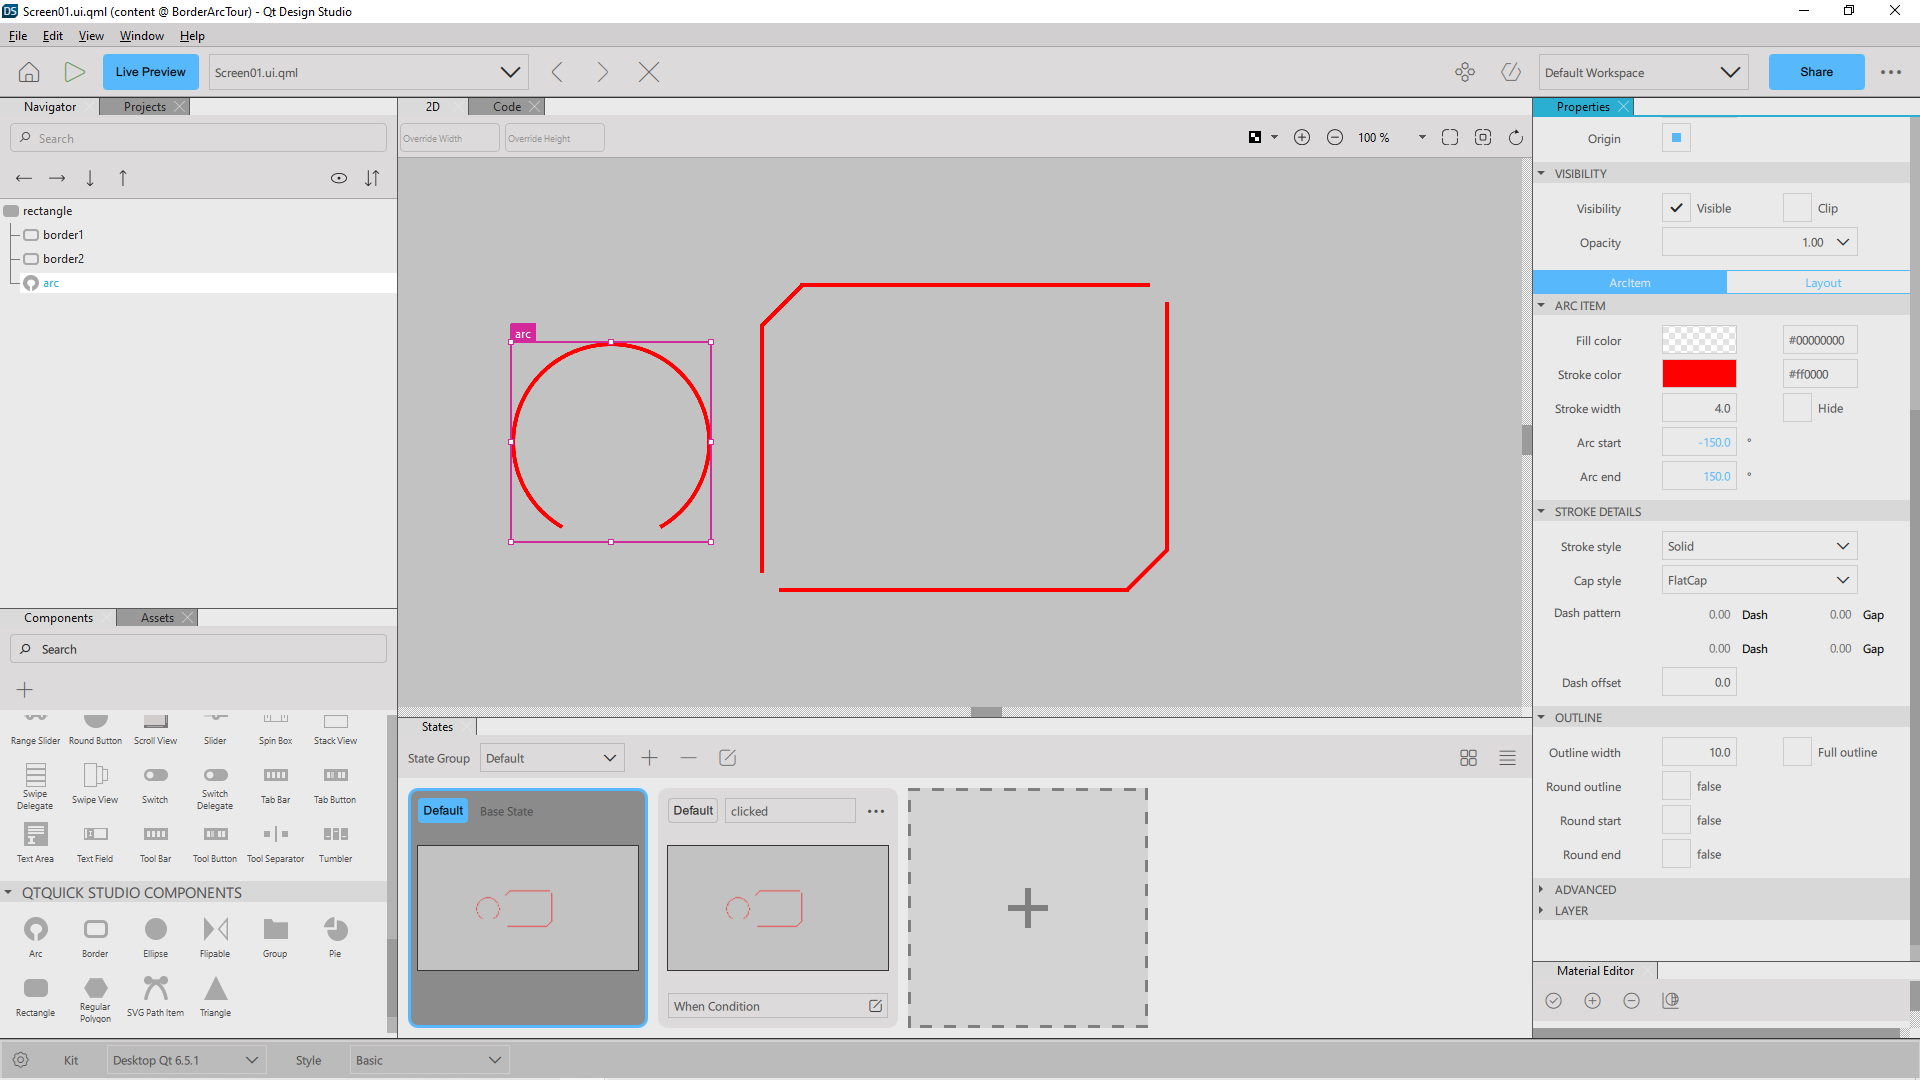 DS Screen01.ui.qml (content @ BorderArcTour) - Qt Design Studio
File Edit View Window Help
Live Preview Screen01.ui.qml Default Workspace Share
Navigator Projects
Search
rectangle
border1
border2
arc
Components Assets
Search
Range Slider Round Button Scroll View Slider Spin Box Stack View
Swipe Delegate Swipe View Switch Switch Delegate Tab Bar Tab Button
Text Area Text Field Tool Bar Tool Button Tool Separator Tumbler
QTQUICK STUDIO COMPONENTS
Arc Border Ellipse Flipable Group Pie
Rectangle Regular Polygon SVG Path Item Triangle
2D Code
Override Width Override Height 100 %
arc
States
State Group Default
Default Base State
Default clicked
When Condition
Properties
Origin
VISIBILITY
Visibility Visible Clip
Opacity 1.00
ArcItem Layout
ARC ITEM
Fill color #00000000
Stroke color #ff0000
Stroke width 4.0 Hide
Arc start -150.0 °
Arc end 150.0 °
STROKE DETAILS
Stroke style Solid
Cap style FlatCap
Dash pattern 0.00 Dash 0.00 Gap
0.00 Dash 0.00 Gap
Dash offset 0.0
OUTLINE
Outline width 10.0 Full outline
Round outline false
Round start false
Round end false
ADVANCED
LAYER
Material Editor
Kit Desktop Qt 6.5.1 Style Basic